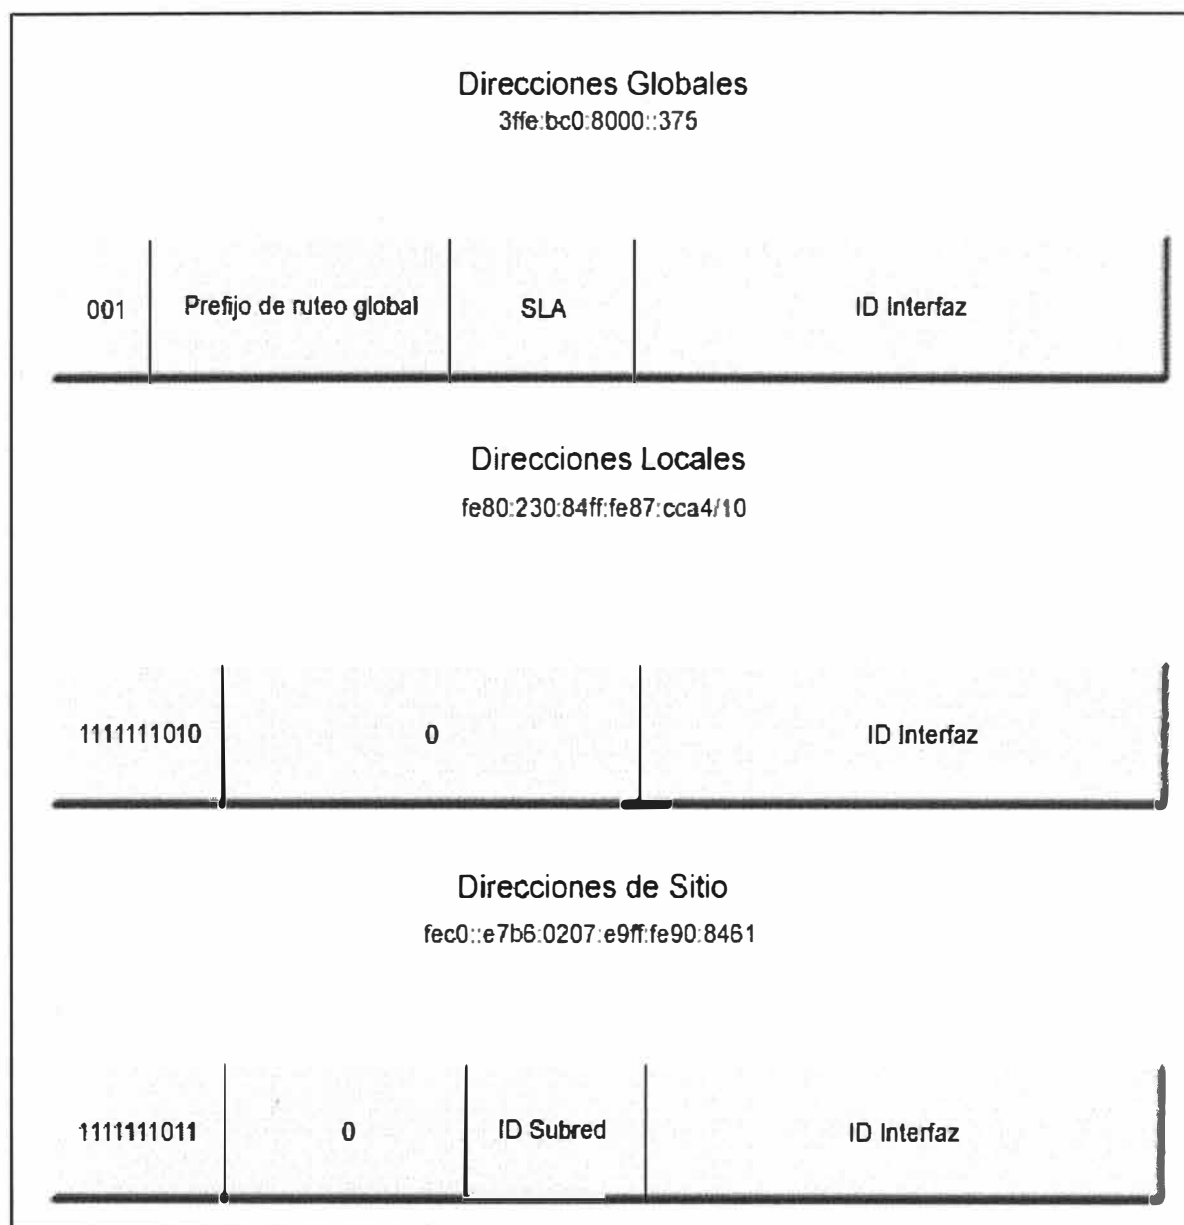 Direcciones Globales
3ffe:bc0:8000::375
001 Prefijo de ruteo global SLA ID Interfaz
Direcciones Locales
fe80:230:84ff:fe87:cca4/10
1111111010 0 ID Interfaz
Direcciones de Sitio
fec0::e7b6:0207:e9ff:fe90:8461
1111111011 0 ID Subred ID Interfaz